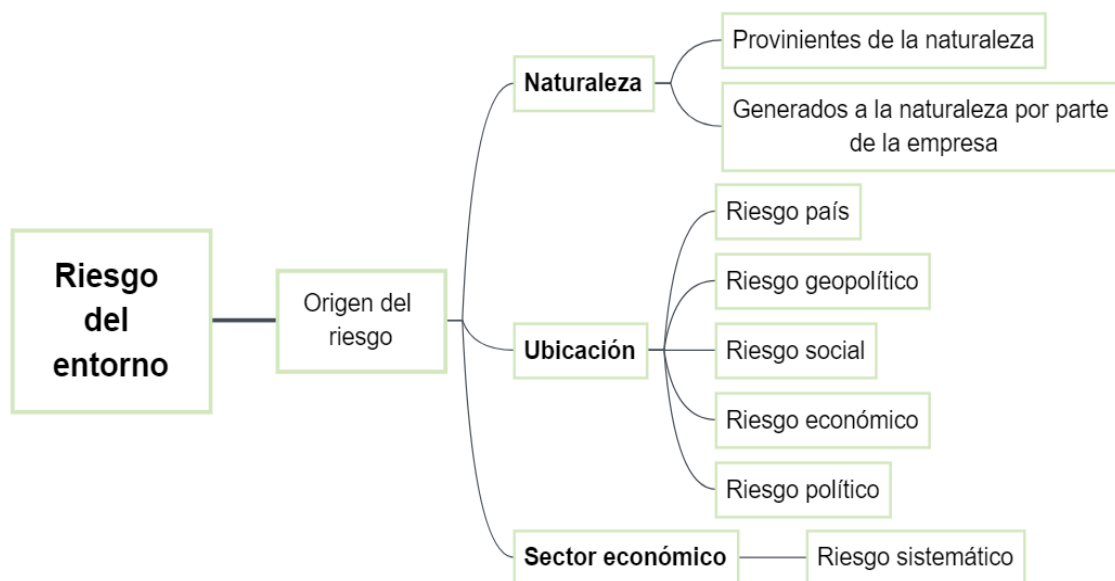 Riesgo
del
entorno
Origen del
riesgo
Naturaleza
Provinientes de la naturaleza
Generados a la naturaleza por parte
de la empresa
Ubicación
Riesgo país
Riesgo geopolítico
Riesgo social
Riesgo económico
Riesgo político
Sector económico
Riesgo sistemático